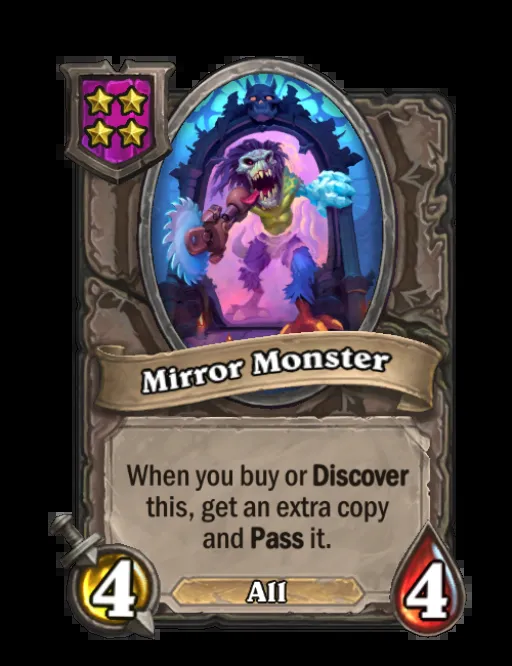 Mirror Monster
When you buy or Discover
this, get an extra copy
and Pass it.
4
All
4